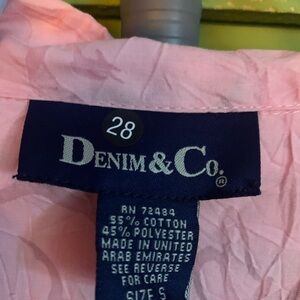 28
DENIM & CO.®
RN 72484
55% COTTON
45% POLYESTER
MADE IN UNITED
ARAB EMIRATES
SEE REVERSE
FOR CARE
SIZE S